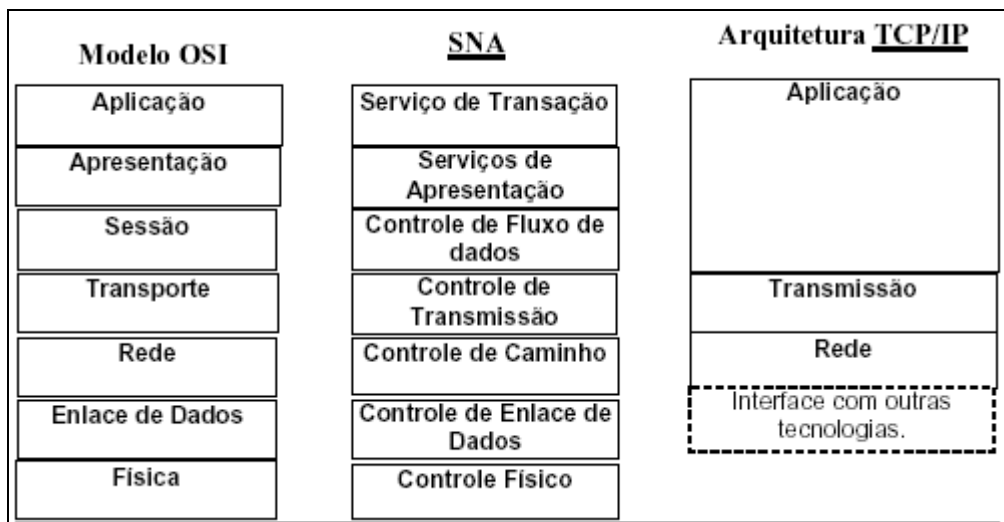 Modelo OSI
Aplicação
Apresentação
Sessão
Transporte
Rede
Enlace de Dados
Física
SNA
Serviço de Transação
Serviços de
Apresentação
Controle de Fluxo de
dados
Controle de
Transmissão
Controle de Caminho
Controle de Enlace de
Dados
Controle Físico
Arquitetura TCP/IP
Aplicação
Transmissão
Rede
Interface com outras
tecnologias.